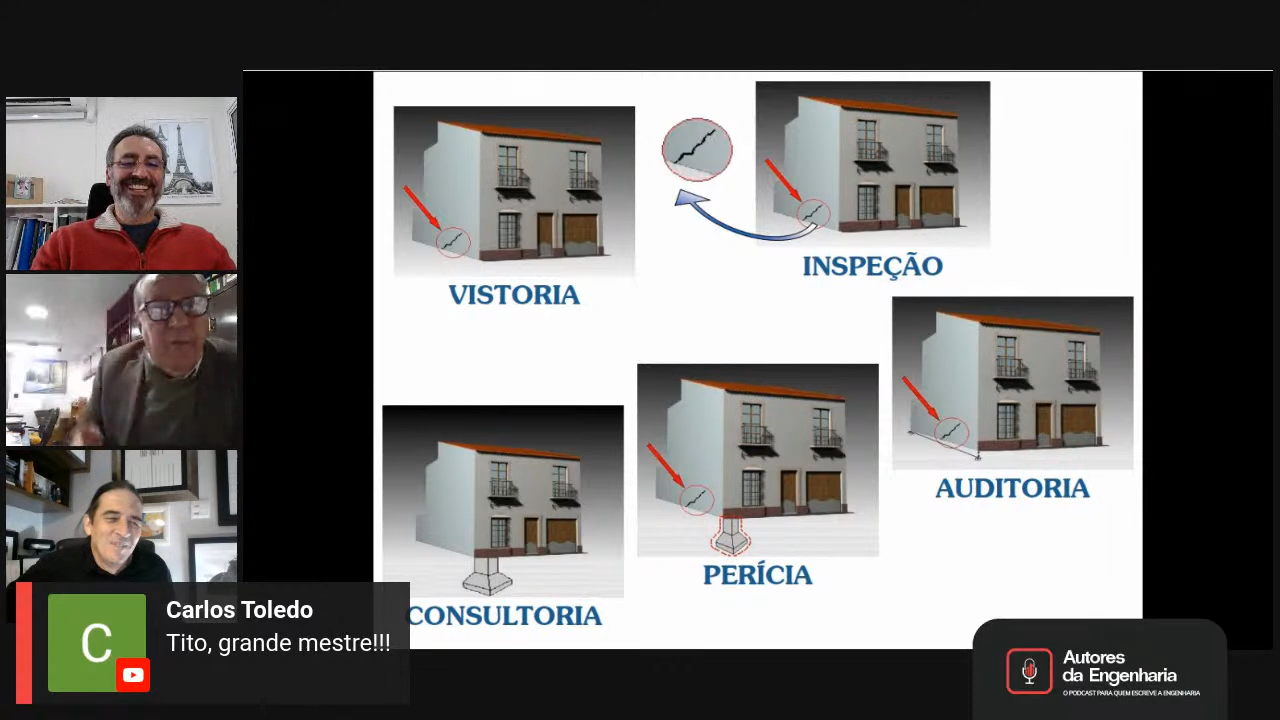 VISTORIA
INSPEÇÃO
AUDITORIA
PERÍCIA
CONSULTORIA
C
Carlos Toledo
Tito, grande mestre!!!
Autores
da Engenharia
O PODCAST PARA QUEM ESCREVE A ENGENHARIA